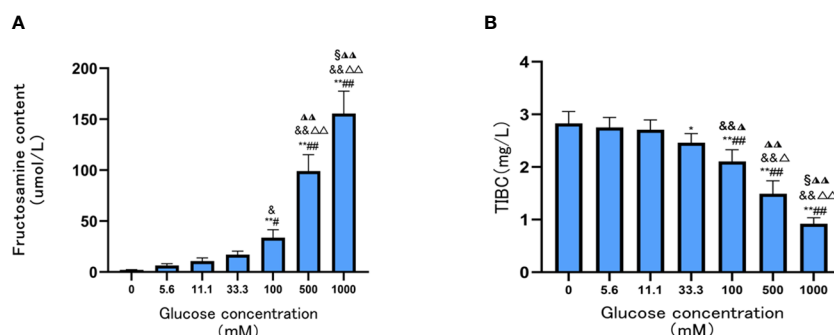 A
Fructosamine content
(umol/L)
200
150
100
50
0
§◮◮
&&△△
**##
◮◮
&&△△
**##
&
**#
0 5.6 11.1 33.3 100 500 1000
Glucose concentration
(mM)
B
TIBC(mg/L)
4
3
2
1
0
*
&&◮
**##
◮◮
&&△
**##
§◮◮
&&△△
**##
0 5.6 11.1 33.3 100 500 1000
Glucose concentration
(mM)